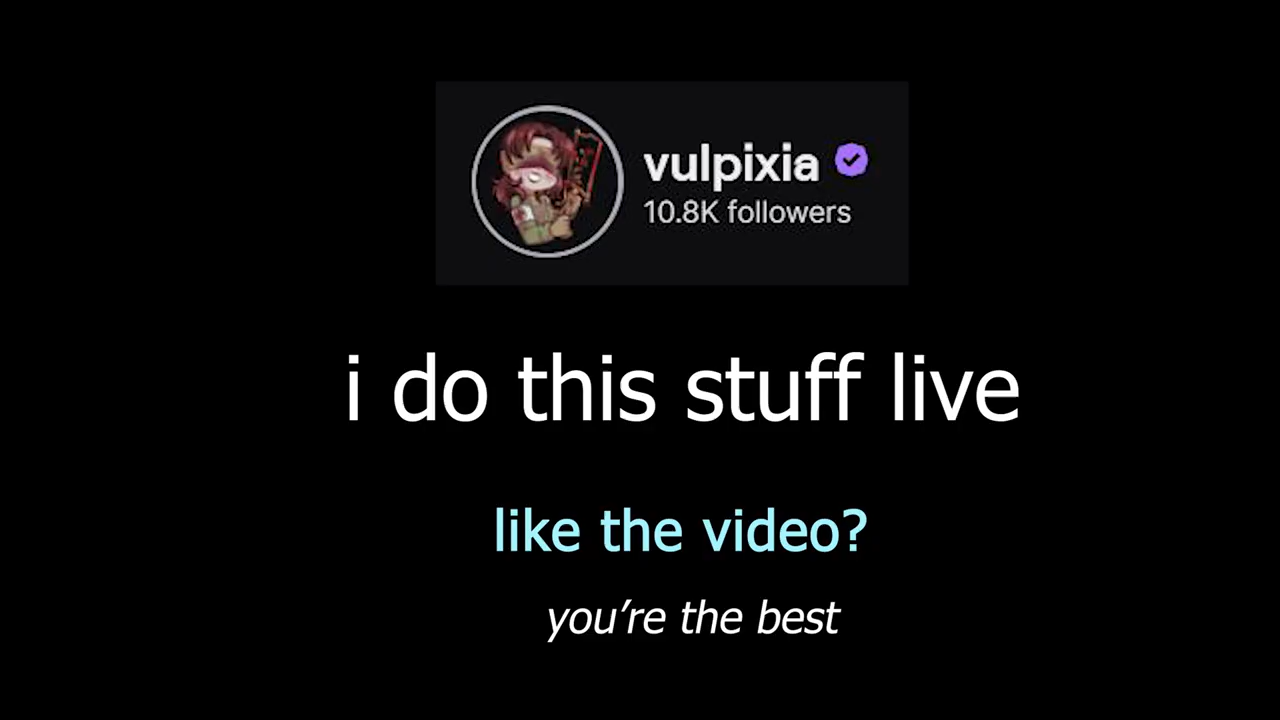 vulpixia
10.8K followers
i do this stuff live
like the video?
you’re the best